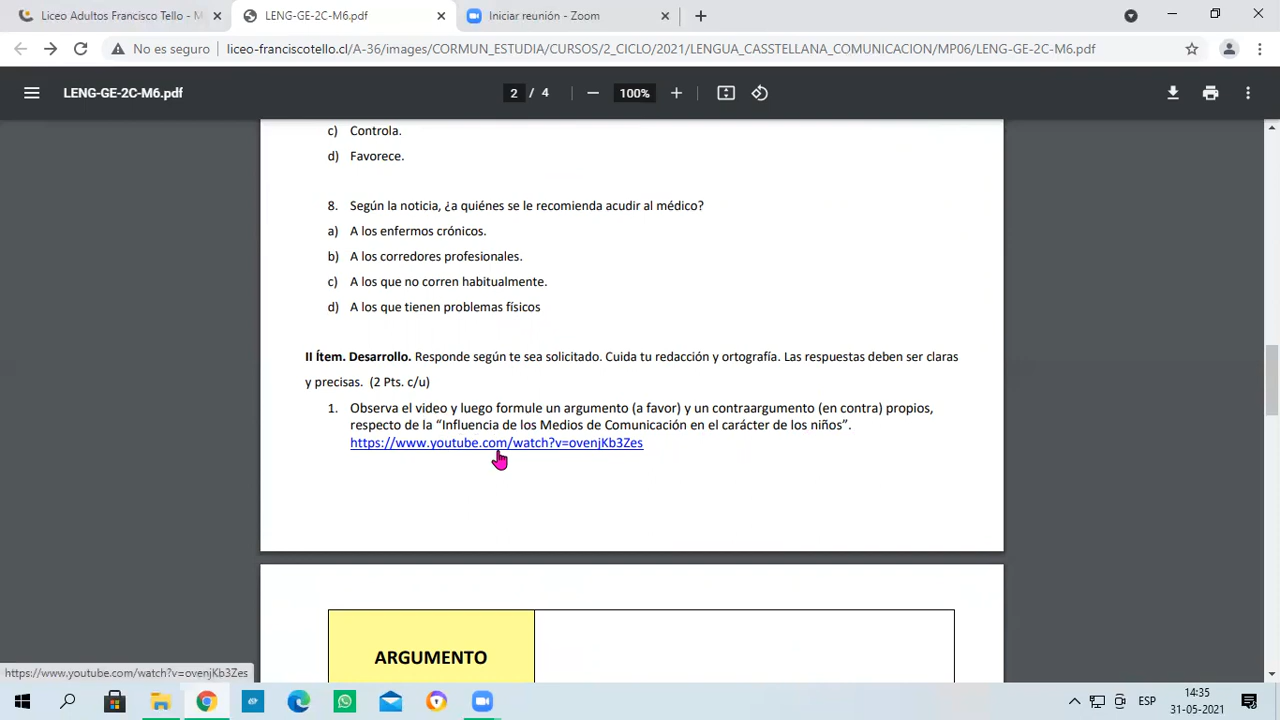 Liceo Adultos Francisco Tello - M
LENG-GE-2C-M6.pdf
Iniciar reunión - Zoom
No es seguro
liceo-franciscotello.cl/A-36/images/CORMUN_ESTUDIA/CURSOS/2_CICLO/2021/LENGUA_CASSTELLANA_COMUNICACION/MP06/LENG-GE-2C-M6.pdf
LENG-GE-2C-M6.pdf
2 / 4
100%
c) Controla.
d) Favorece.
8. Según la noticia, ¿a quiénes se le recomienda acudir al médico?
a) A los enfermos crónicos.
b) A los corredores profesionales.
c) A los que no corren habitualmente.
d) A los que tienen problemas físicos
II Ítem. Desarrollo. Responde según te sea solicitado. Cuida tu redacción y ortografía. Las respuestas deben ser claras
y precisas. (2 Pts. c/u)
1. Observa el video y luego formule un argumento (a favor) y un contraargumento (en contra) propios,
respecto de la “Influencia de los Medios de Comunicación en el carácter de los niños”.
https://www.youtube.com/watch?v=ovenjKb3Zes
ARGUMENTO
https://www.youtube.com/watch?v=ovenjKb3Zes
ESP
14:35
31-05-2021